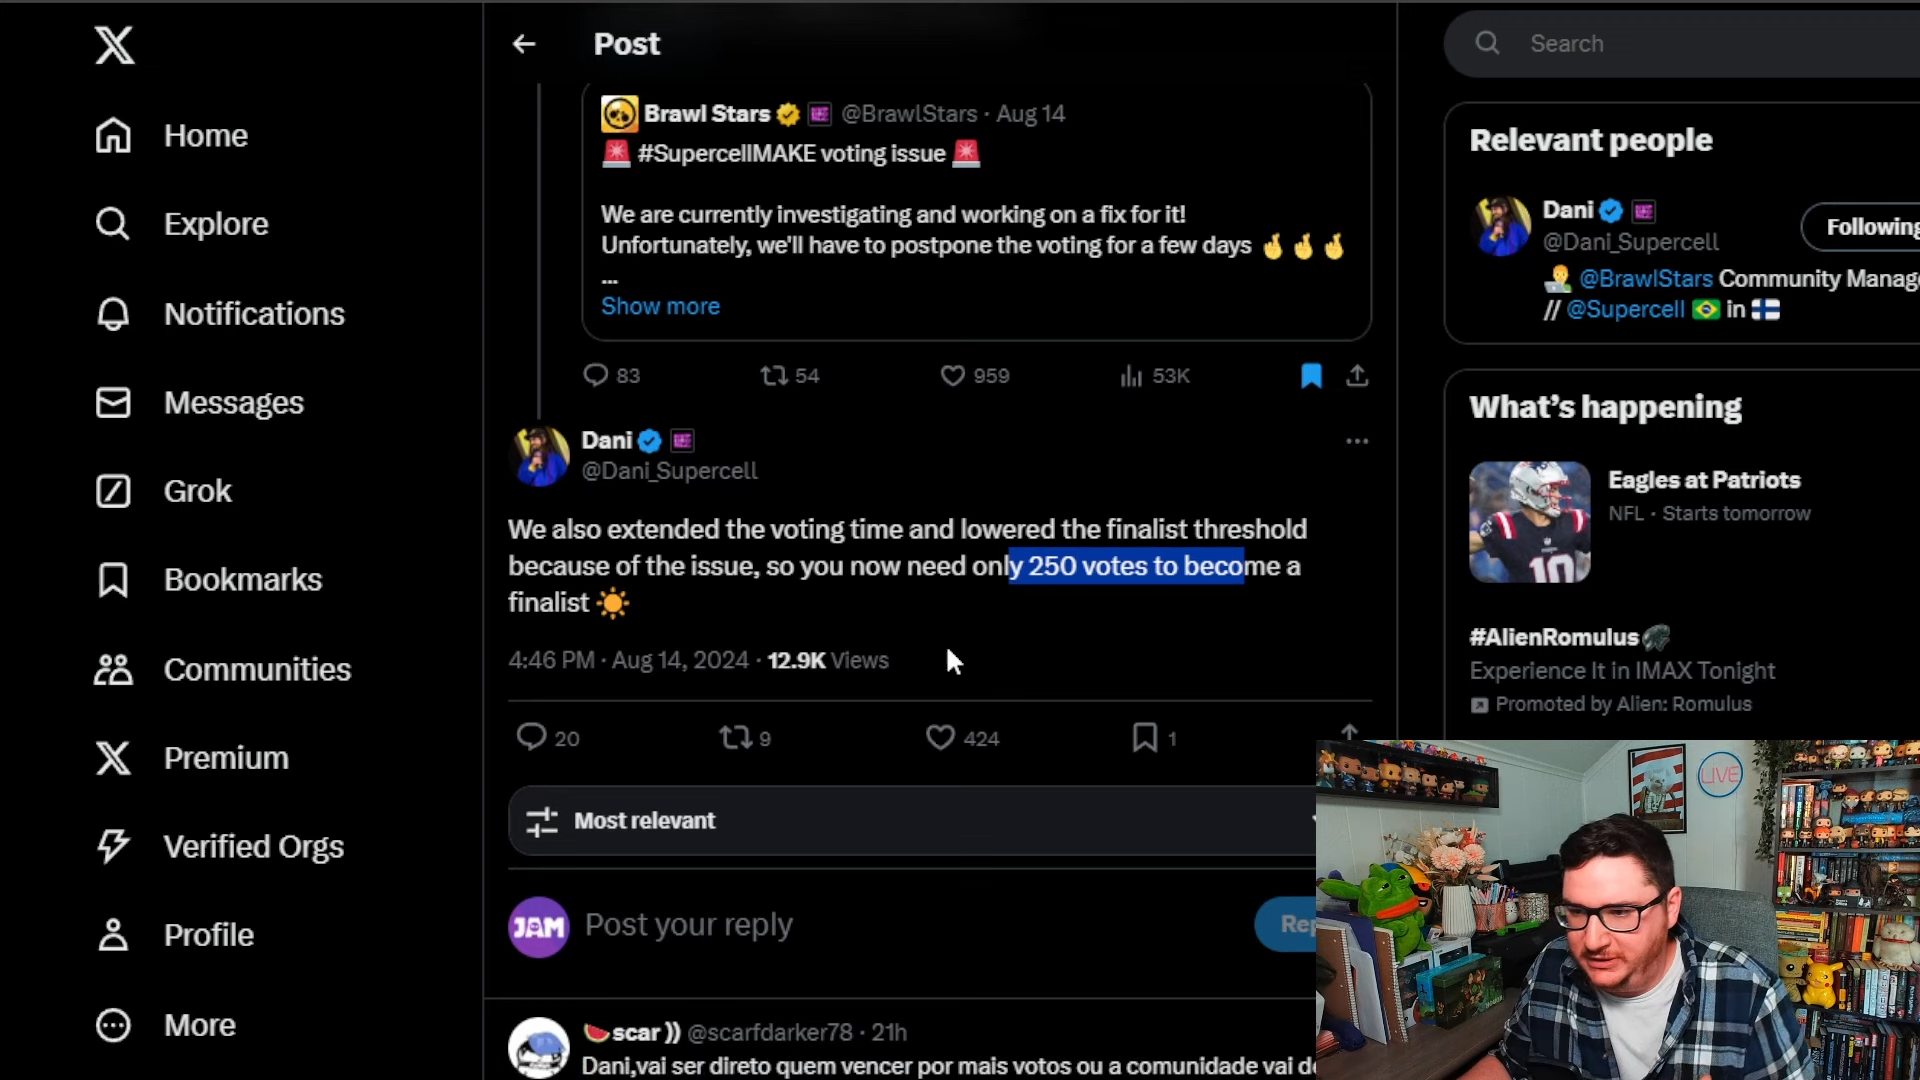 Post
Search
Brawl Stars @BrawlStars · Aug 14
🚨 #SupercellMAKE voting issue 🚨
We are currently investigating and working on a fix for it!
Unfortunately, we'll have to postpone the voting for a few days 🤞🤞🤞
...
Show more
83 54 959 53K
Dani
@Dani_Supercell
We also extended the voting time and lowered the finalist threshold
because of the issue, so you now need only 250 votes to become a
finalist ☀️
4:46 PM · Aug 14, 2024 · 12.9K Views
20 9 424 1
Most relevant
JAM
Post your reply
Rep
🍉scar )) @scarfdarker78 · 21h
Dani,vai ser direto quem vencer por mais votos ou a comunidade vai de
Home
Explore
Notifications
Messages
Grok
Bookmarks
Communities
Premium
Verified Orgs
Profile
More
Relevant people
Dani
@Dani_Supercell
Following
@BrawlStars Community Manage
// @Supercell 🇧🇷 in 🇫🇮
What's happening
Eagles at Patriots
NFL · Starts tomorrow
10
#AlienRomulus
Experience It in IMAX Tonight
Promoted by Alien: Romulus
LIVE